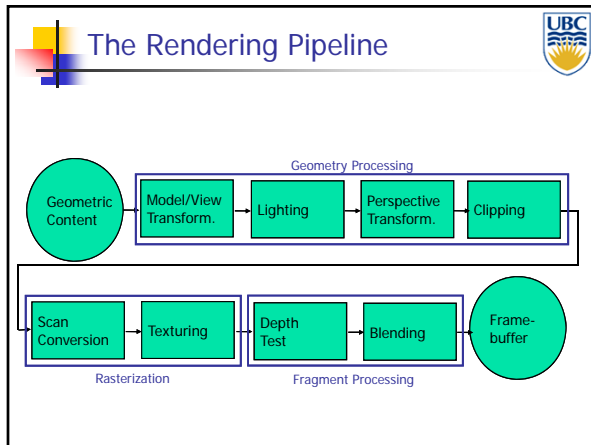 The Rendering Pipeline
UBC
Geometry Processing
Geometric
Content
Model/View
Transform.
Lighting
Perspective
Transform.
Clipping
Scan
Conversion
Texturing
Depth
Test
Blending
Frame-
buffer
Rasterization
Fragment Processing